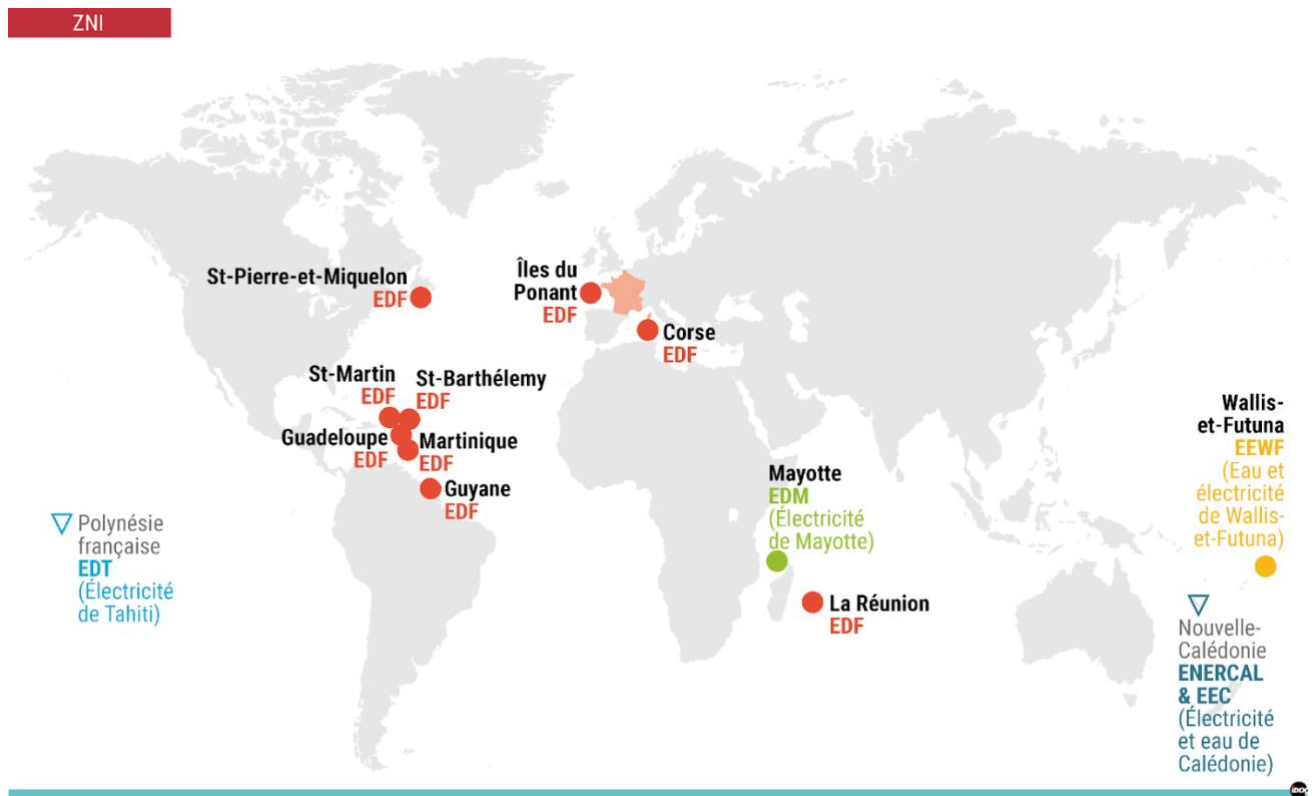 ZNI
St-Pierre-et-Miquelon
EDF
Îles du
Ponant
EDF
Corse
EDF
St-Martin
EDF
St-Barthélemy
EDF
Guadeloupe
EDF
Martinique
EDF
Guyane
EDF
Polynésie
française
EDT
(Électricité
de Tahiti)
Mayotte
EDM
(Électricité
de Mayotte)
La Réunion
EDF
Wallis-
et-Futuna
EEWF
(Eau et
électricité
de Wallis-
et-Futuna)
Nouvelle-
Calédonie
ENERCAL
& EEC
(Électricité
et eau de
Calédonie)